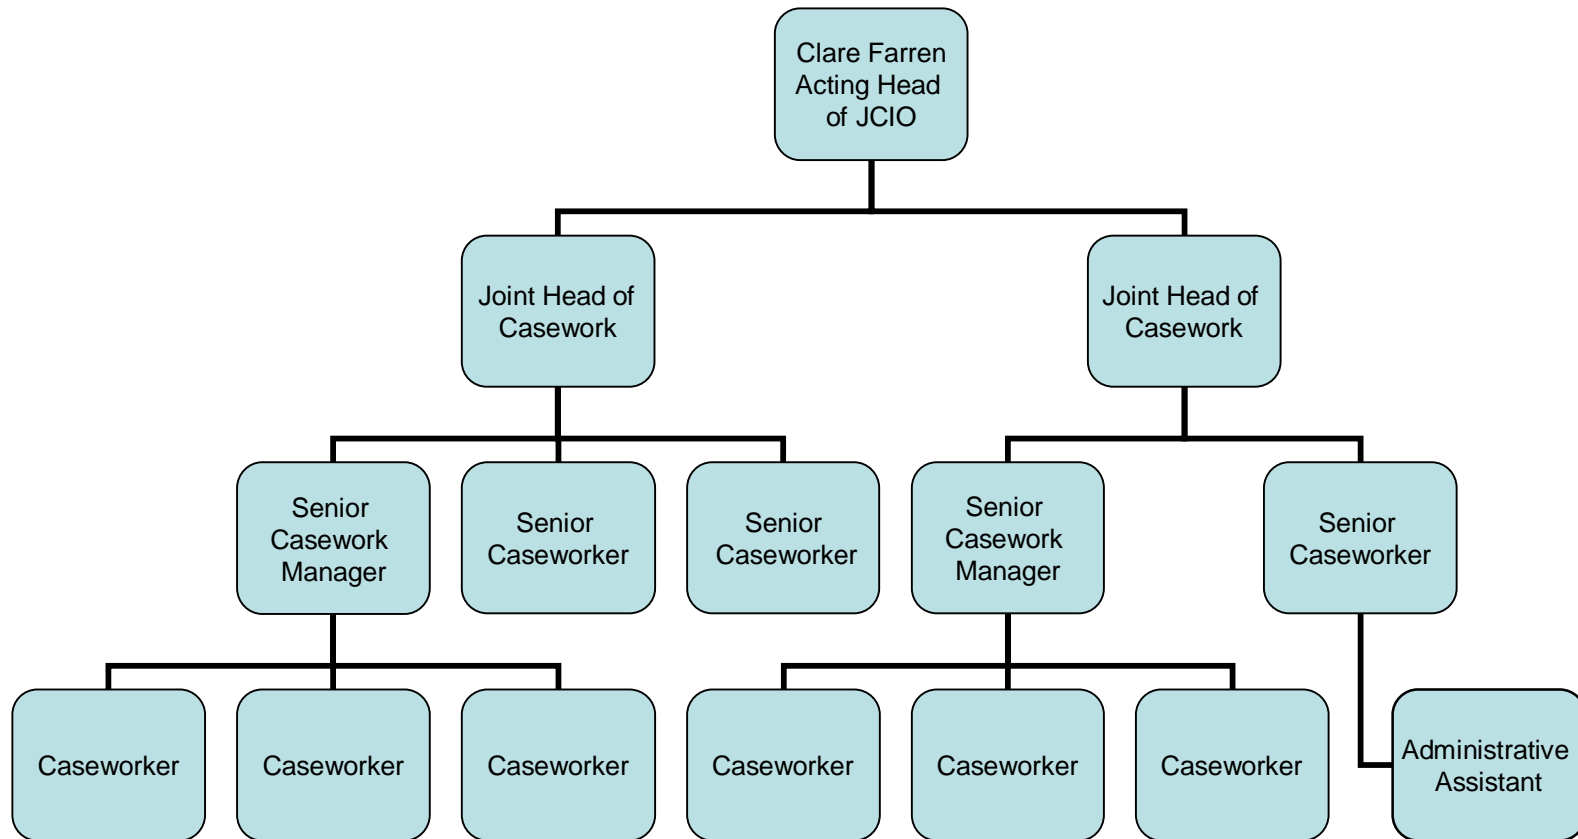 Clare Farren
Acting Head
of JCIO
Joint Head of
Casework
Joint Head of
Casework
Senior
Casework
Manager
Senior
Caseworker
Senior
Caseworker
Senior
Casework
Manager
Senior
Caseworker
Caseworker
Caseworker
Caseworker
Caseworker
Caseworker
Caseworker
Administrative
Assistant